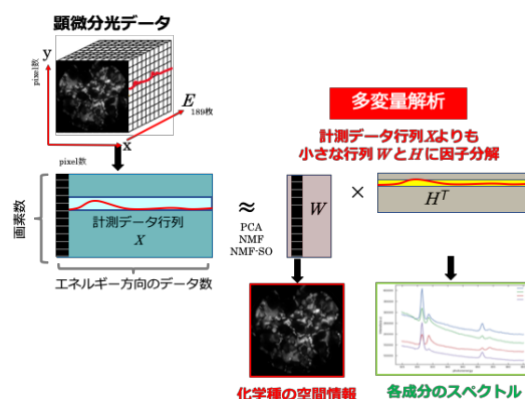 顕微分光データ
y
pixel数
E
189枚
x
pixel数
多変量解析
計測データ行列Xよりも
小さな行列WとHに因子分解
画素数
計測データ行列
X
≈
PCA
NMF
NMF-SO
W
×
Hᵀ
エネルギー方向のデータ数
化学種の空間情報
各成分のスペクトル